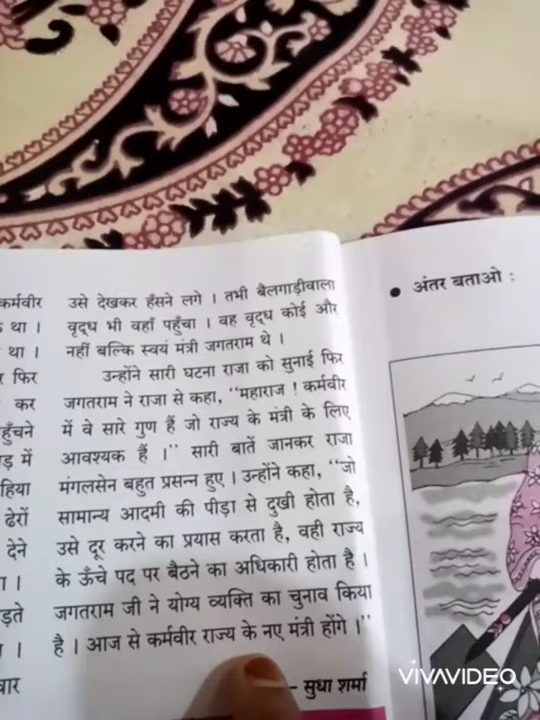 कर्मवीर
था ।
था ।
फिर
कर
हुँचने
ड़ में
हिया
ढेरों
देने
ा ।
ड़ते
।
वार
उसे देखकर हँसने लगे । तभी बैलगाड़ीवाला
वृद्ध भी वहाँ पहुँचा । वह वृद्ध कोई और
नहीं बल्कि स्वयं मंत्री जगतराम थे ।
उन्होंने सारी घटना राजा को सुनाई फिर
जगतराम ने राजा से कहा, “महाराज ! कर्मवीर
में वे सारे गुण हैं जो राज्य के मंत्री के लिए
आवश्यक हैं ।” सारी बातें जानकर राजा
मंगलसेन बहुत प्रसन्न हुए । उन्होंने कहा, “जो
सामान्य आदमी की पीड़ा से दुखी होता है,
उसे दूर करने का प्रयास करता है, वही राज्य
के ऊँचे पद पर बैठने का अधिकारी होता है ।
जगतराम जी ने योग्य व्यक्ति का चुनाव किया
है । आज से कर्मवीर राज्य के नए मंत्री होंगे ।”
- सुधा शर्मा
• अंतर बताओ :
VIVAVIDEO